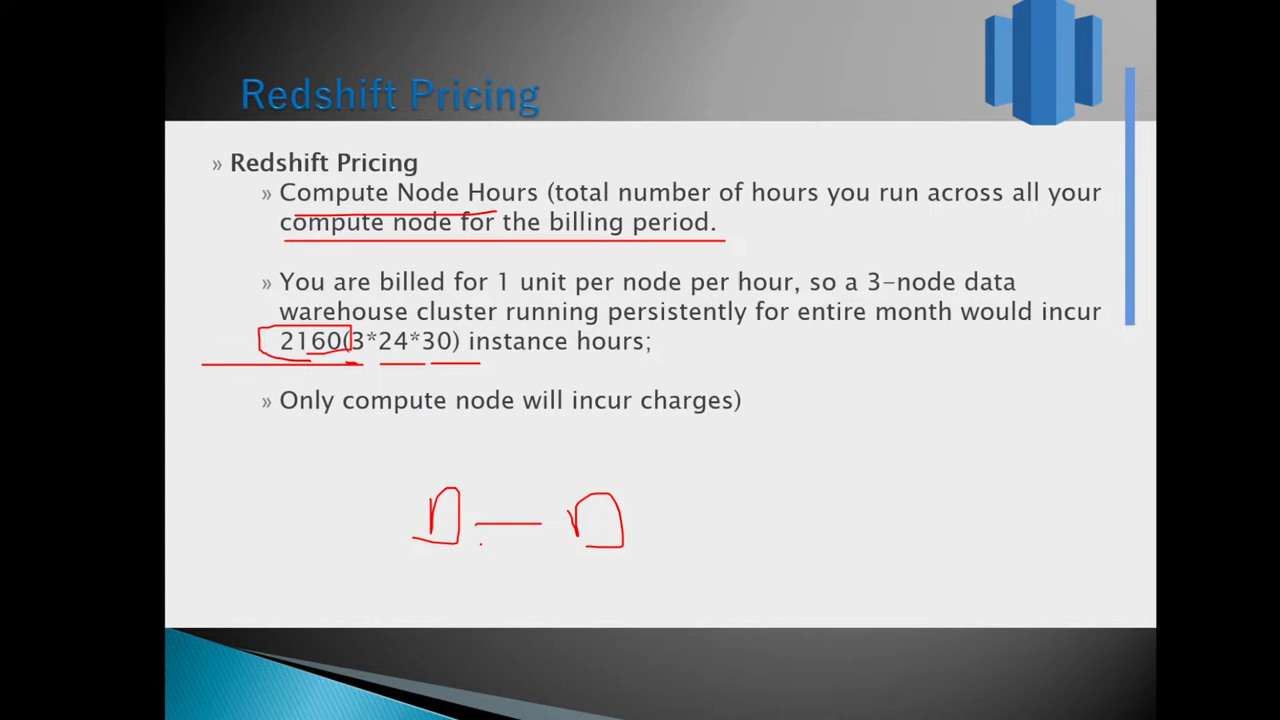 Redshift Pricing
» Redshift Pricing
» Compute Node Hours (total number of hours you run across all your
compute node for the billing period.
» You are billed for 1 unit per node per hour, so a 3-node data
warehouse cluster running persistently for entire month would incur
2160(3*24*30) instance hours;
» Only compute node will incur charges)